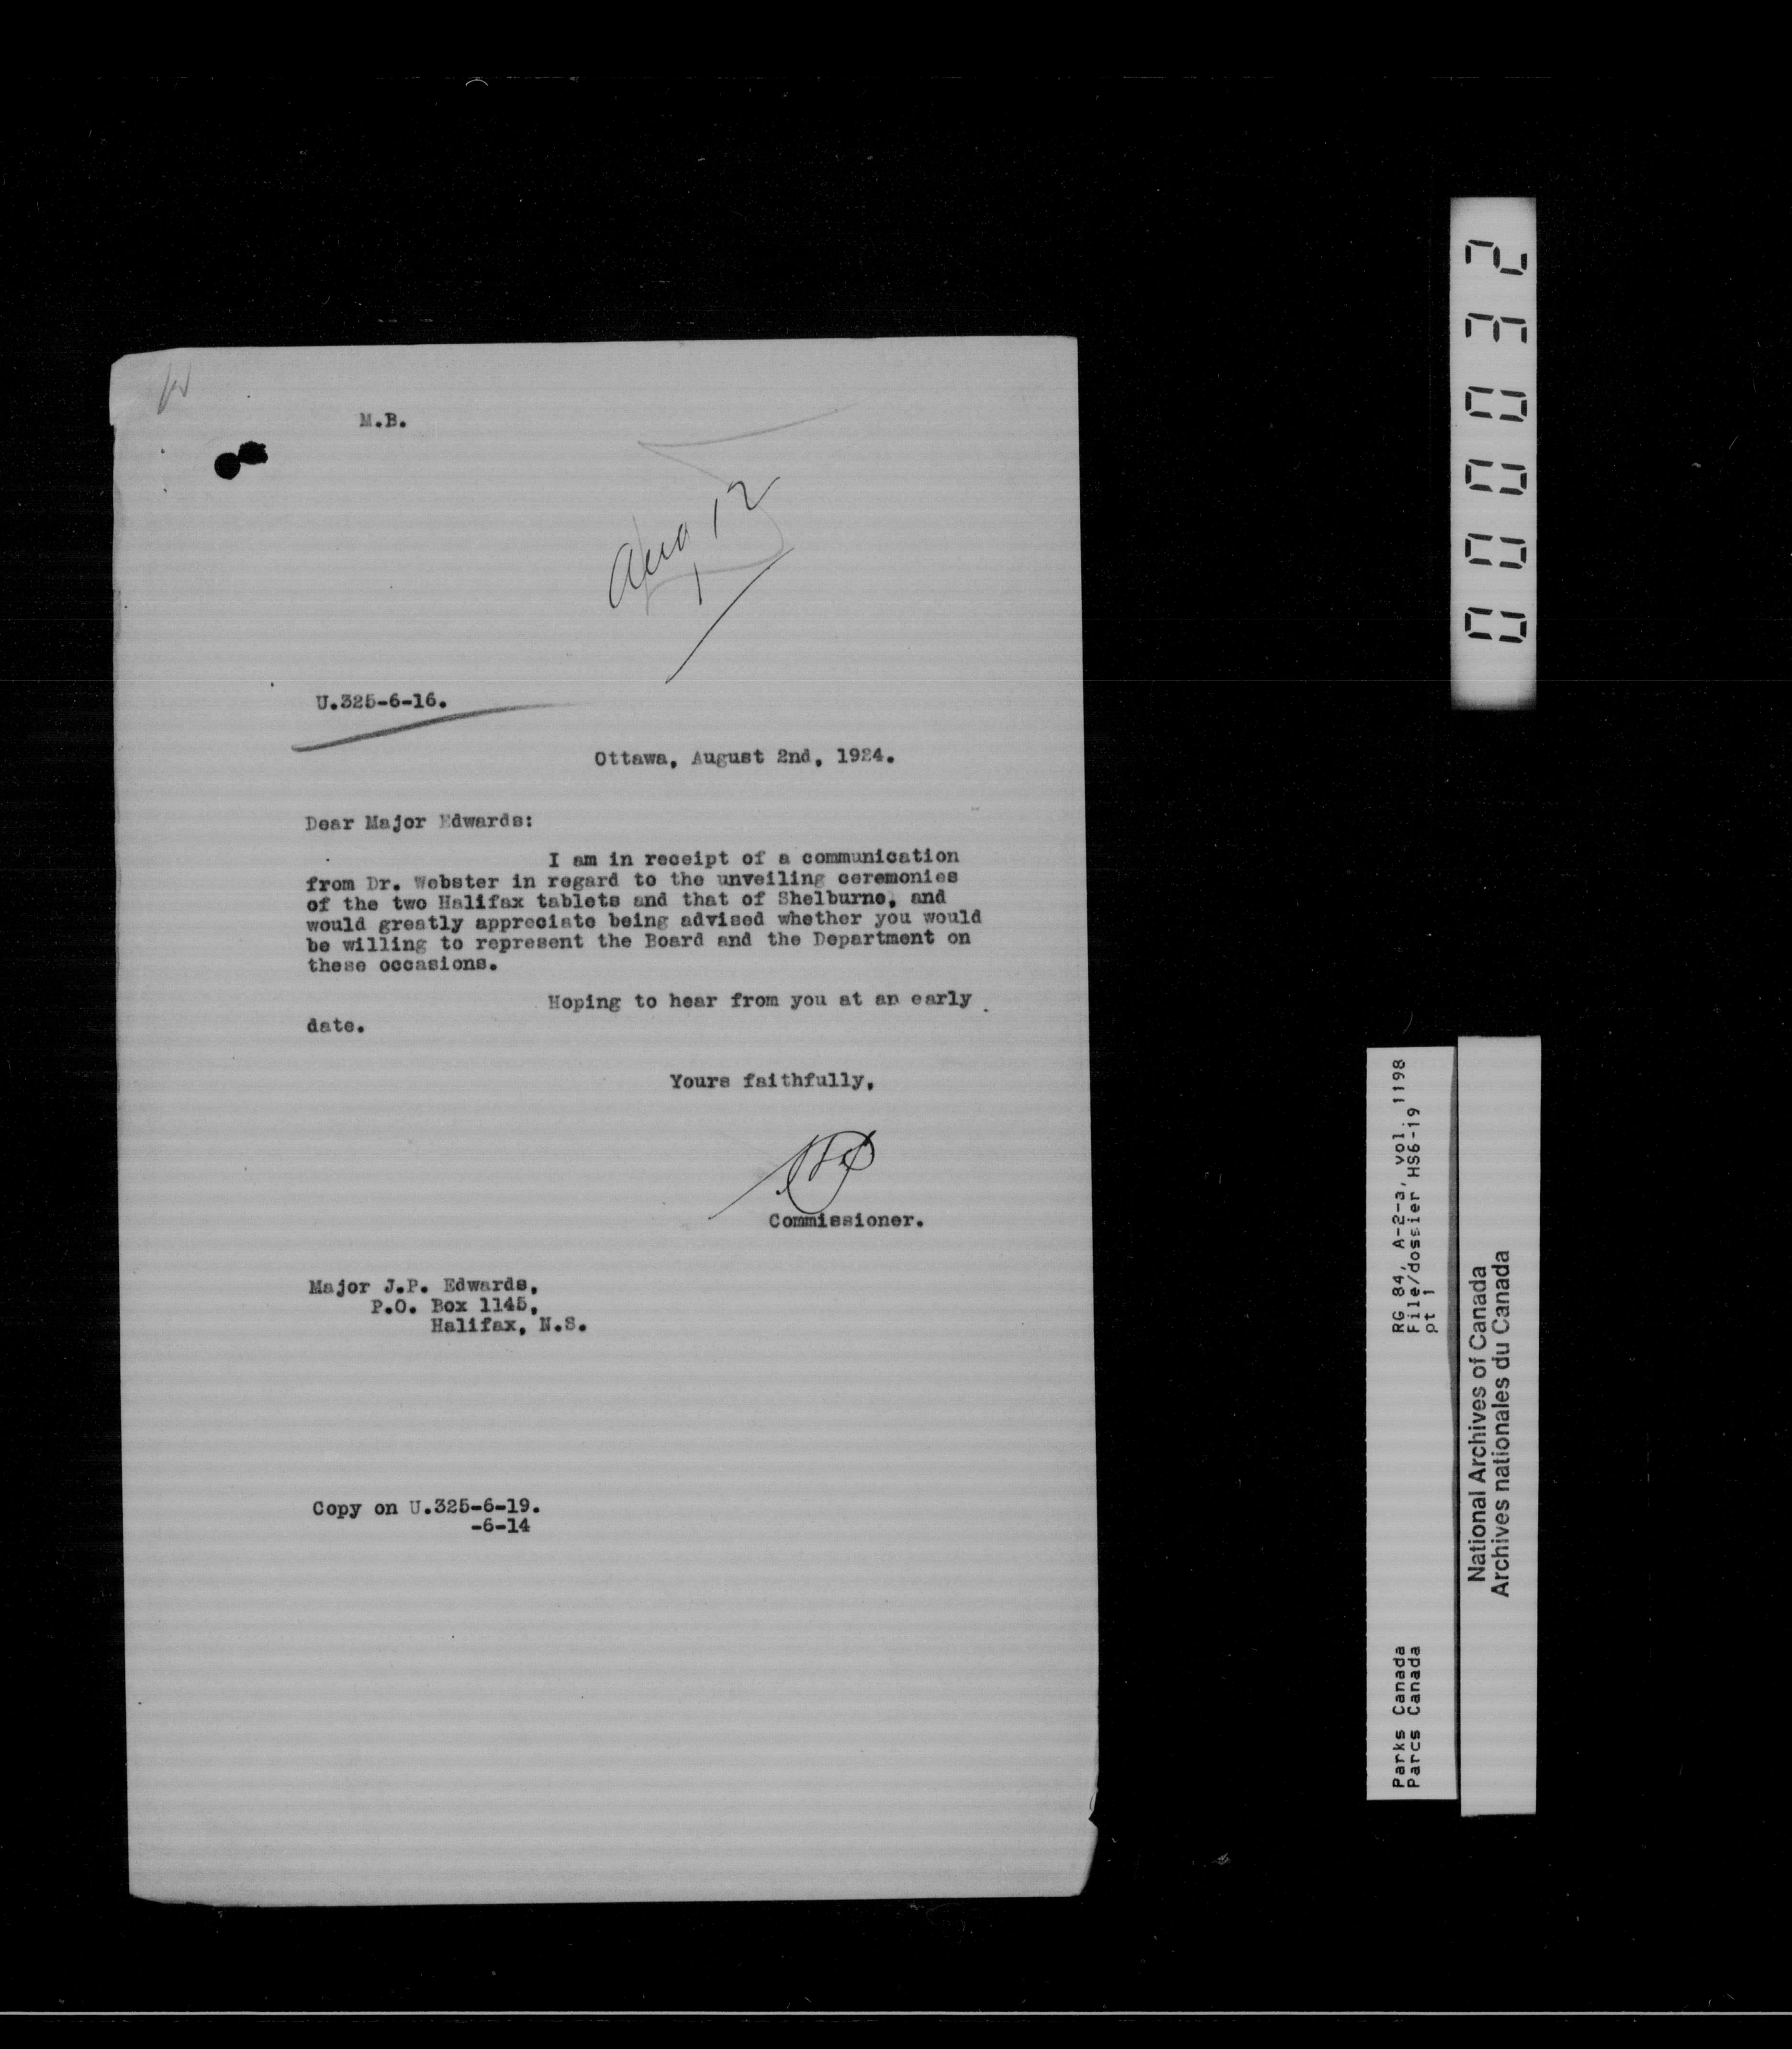 M.B.
Aug 12
U.325-6-16.
Ottawa, August 2nd, 1924.
Dear Major Edwards:
I am in receipt of a communication
from Dr. Webster in regard to the unveiling ceremonies
of the two Halifax tablets and that of Shelburne, and
would greatly appreciate being advised whether you would
be willing to represent the Board and the Department on
these occasions.
Hoping to hear from you at an early
date.
Yours faithfully,
Commissioner.
Major J.P. Edwards,
P.O. Box 1145,
Halifax, N.S.
Copy on U.325-6-19.
-6-14
000032
Parks Canada
Parcs Canada
RG 84, A-2-a, vol. 1198
File/dossier HS6-19
pt 1
National Archives of Canada
Archives nationales du Canada